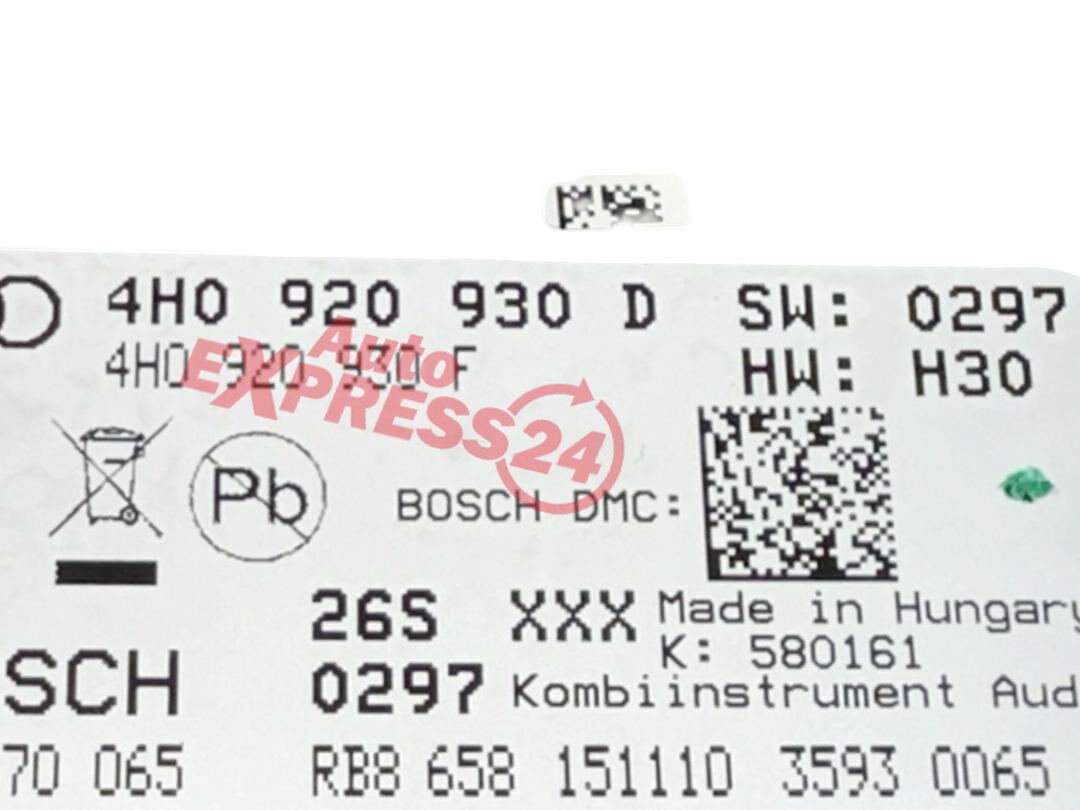 4H0 920 930 D SW: 0297
4H0 920 930 F HW: H30
Auto
EXPRESS24
Pb
BOSCH DMC:
26S XXX Made in Hungary
K: 580161
SCH 0297 Kombiinstrument Aud
70 065 RB8 658 151110 3593 0065